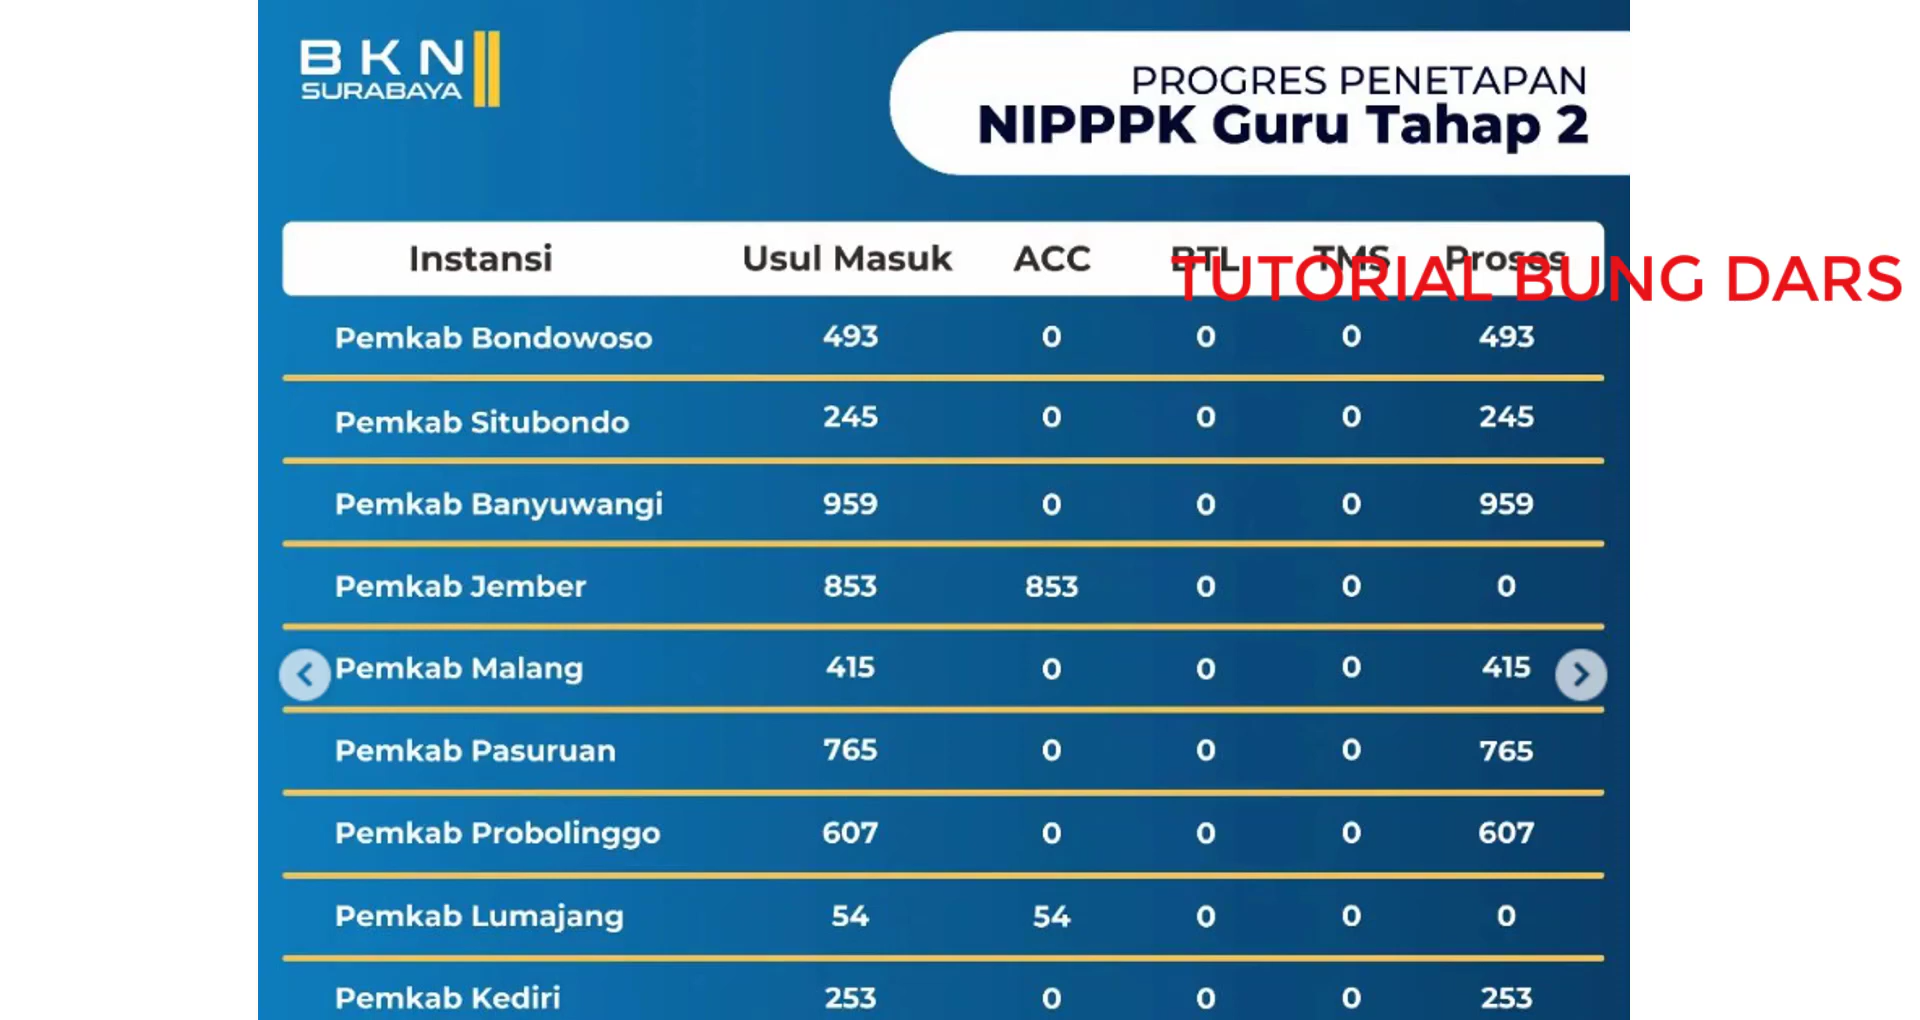 BKN
SURABAYA
PROGRES PENETAPAN
NIPPPK Guru Tahap 2
Instansi Usul Masuk ACC BTL TMS Proses
TUTORIAL BUNG DARS
Pemkab Bondowoso 493 0 0 0 493
Pemkab Situbondo 245 0 0 0 245
Pemkab Banyuwangi 959 0 0 0 959
Pemkab Jember 853 853 0 0 0
Pemkab Malang 415 0 0 0 415
Pemkab Pasuruan 765 0 0 0 765
Pemkab Probolinggo 607 0 0 0 607
Pemkab Lumajang 54 54 0 0 0
Pemkab Kediri 253 0 0 0 253